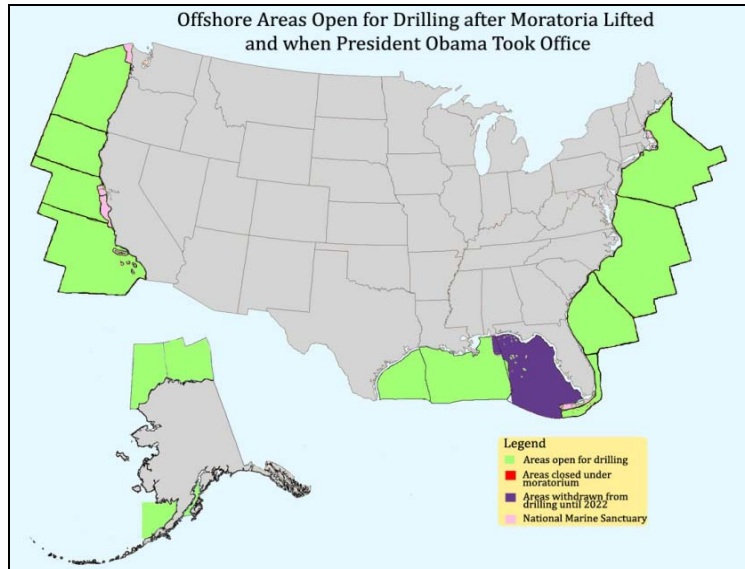 Offshore Areas Open for Drilling after Moratoria Lifted
and when President Obama Took Office
Legend
Areas open for drilling
Areas closed under
moratorium
Areas withdrawn from
drilling until 2022
National Marine Sanctuary